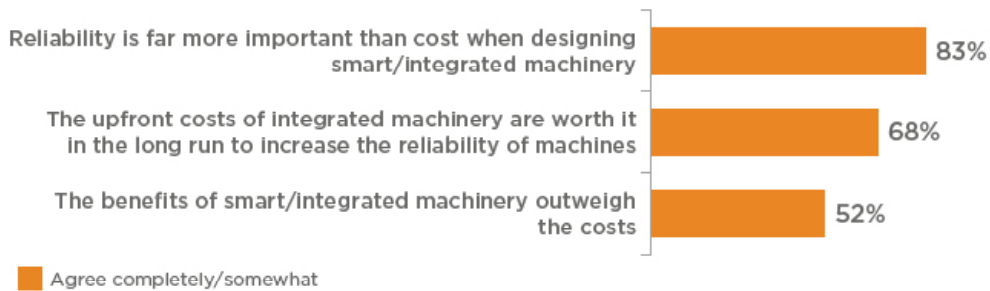 Reliability is far more important than cost when designing
smart/integrated machinery
83%
The upfront costs of integrated machinery are worth it
in the long run to increase the reliability of machines
68%
The benefits of smart/integrated machinery outweigh
the costs
52%
Agree completely/somewhat